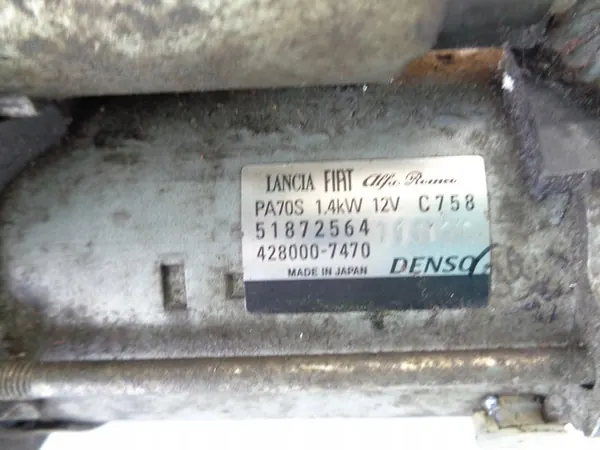 LANCIA FIAT Alfa Romeo
PA70S 1,4kW 12V C758
51872564
428000-7470
MADE IN JAPAN DENSO